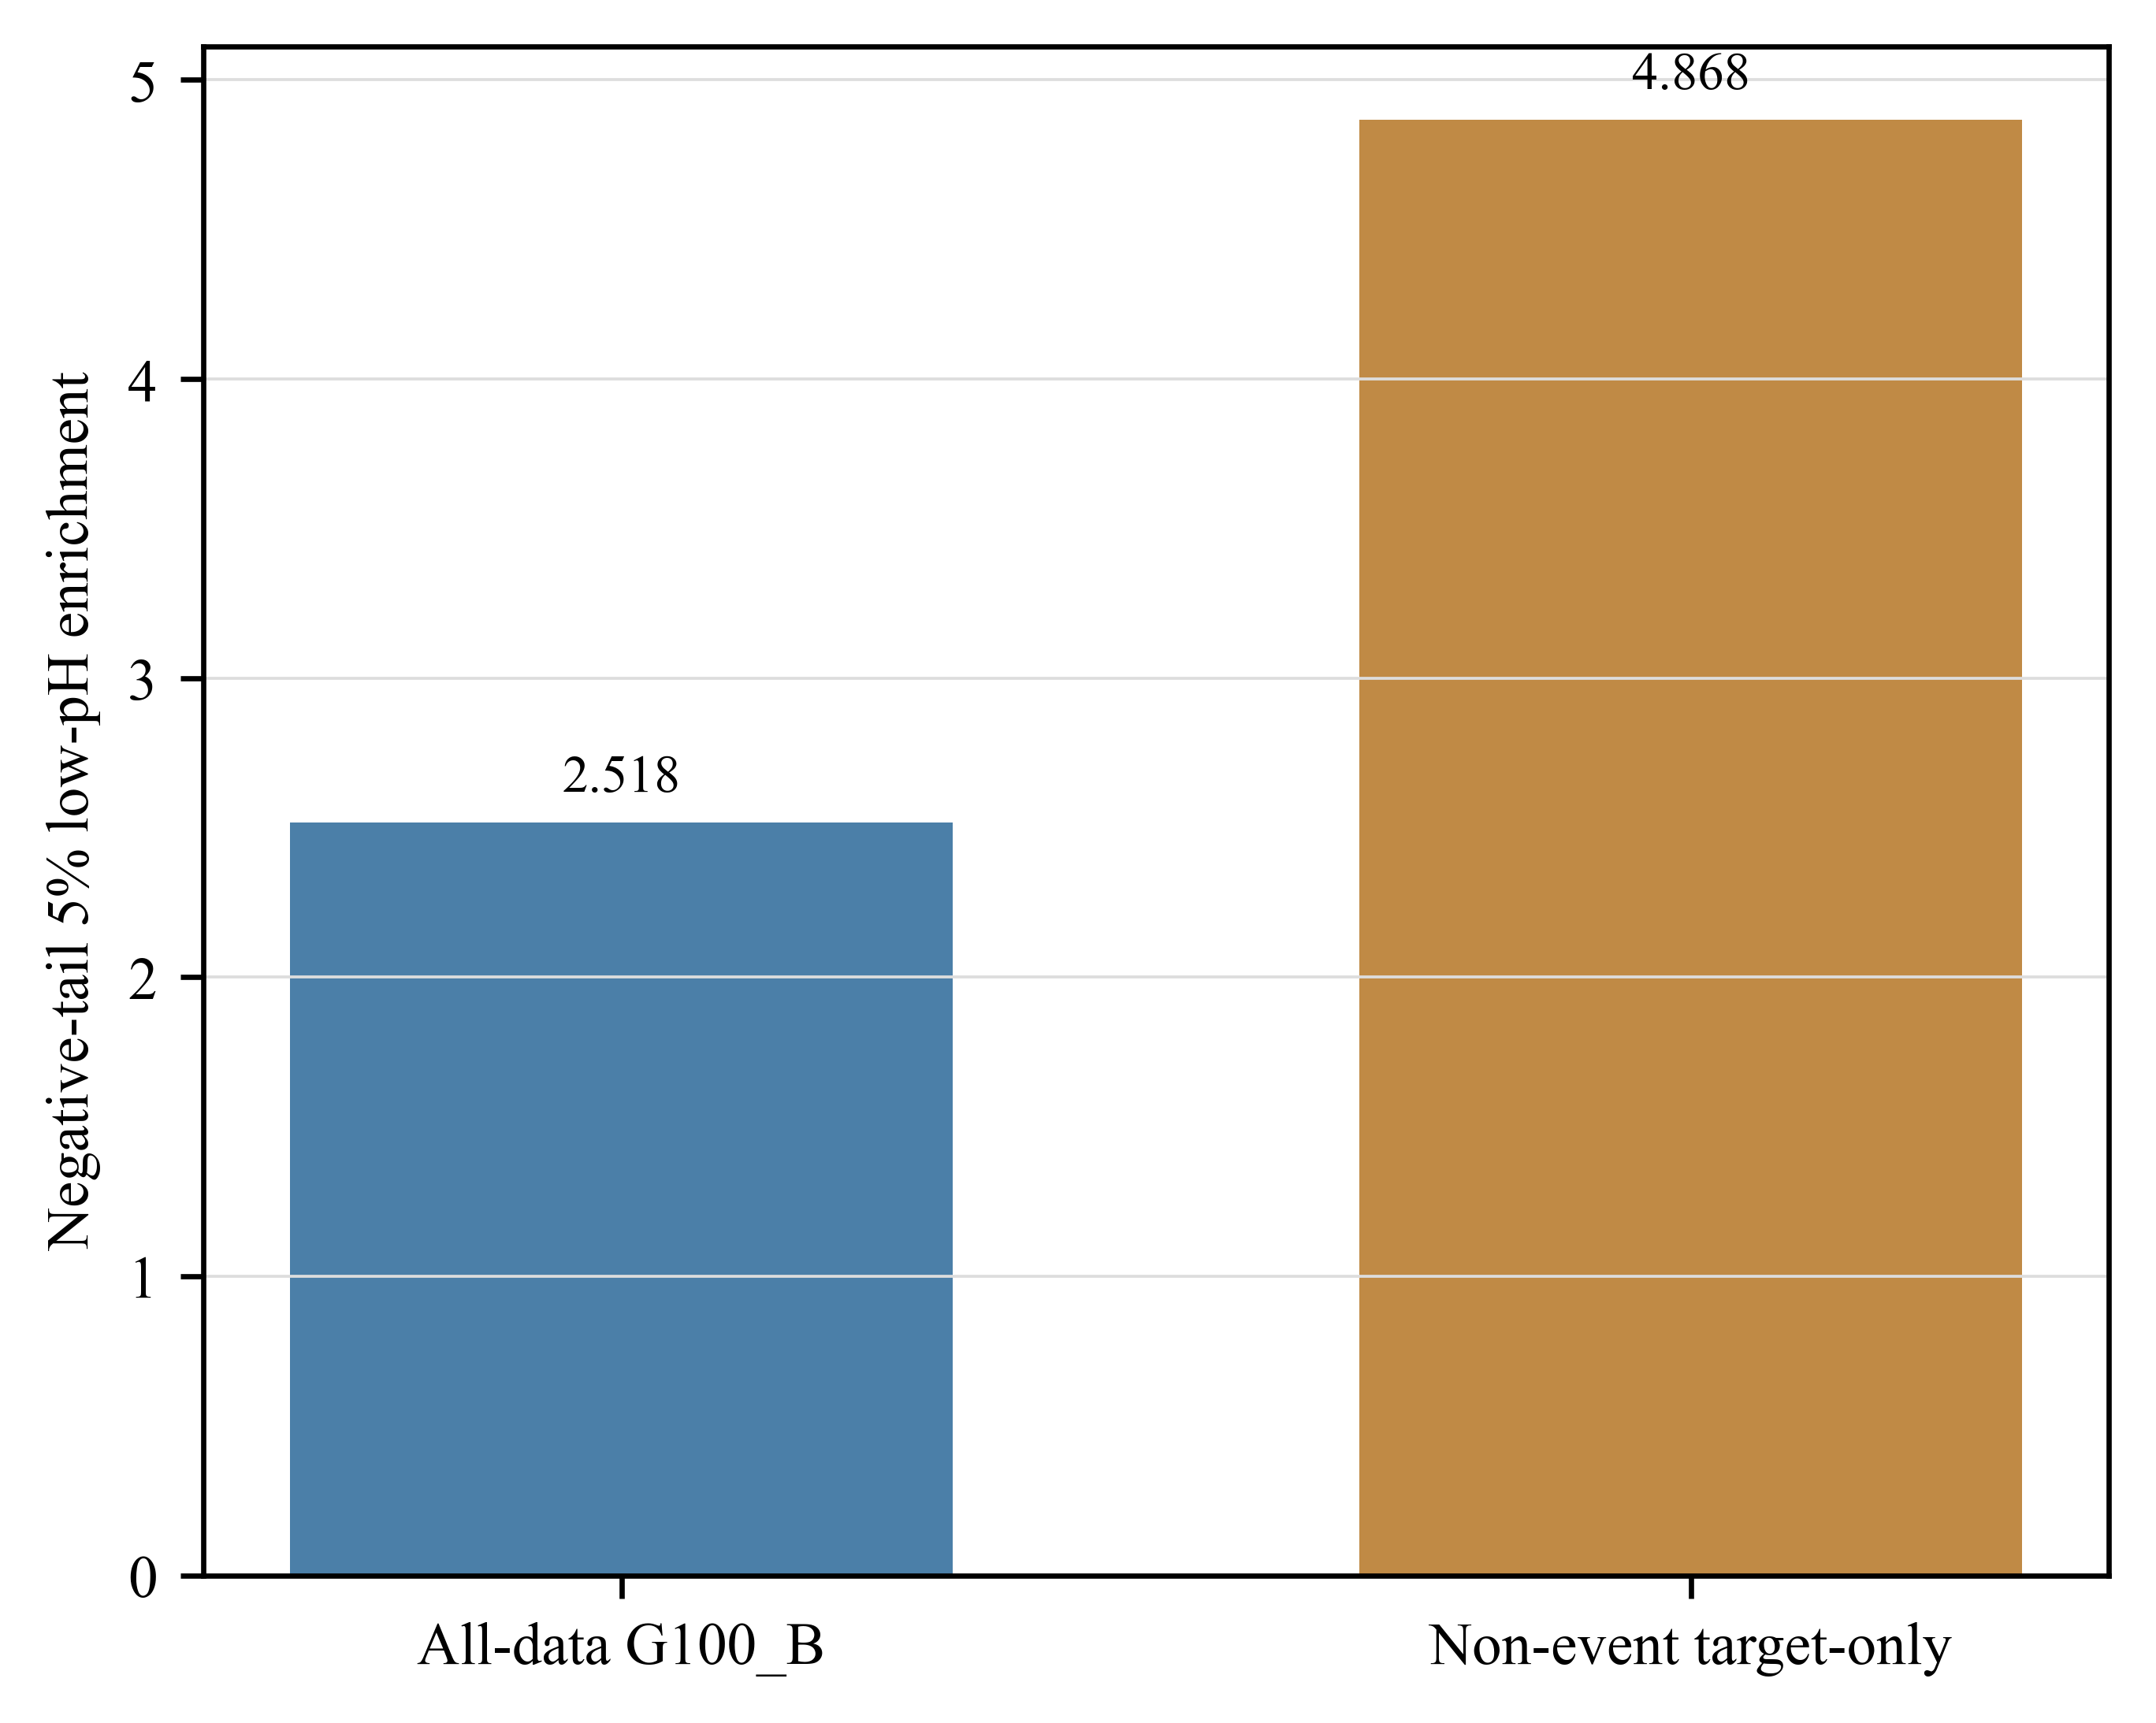 Negative-tail 5% low-pH enrichment
5
4
3
2
1
0
2.518
4.868
All-data G100_B
Non-event target-only